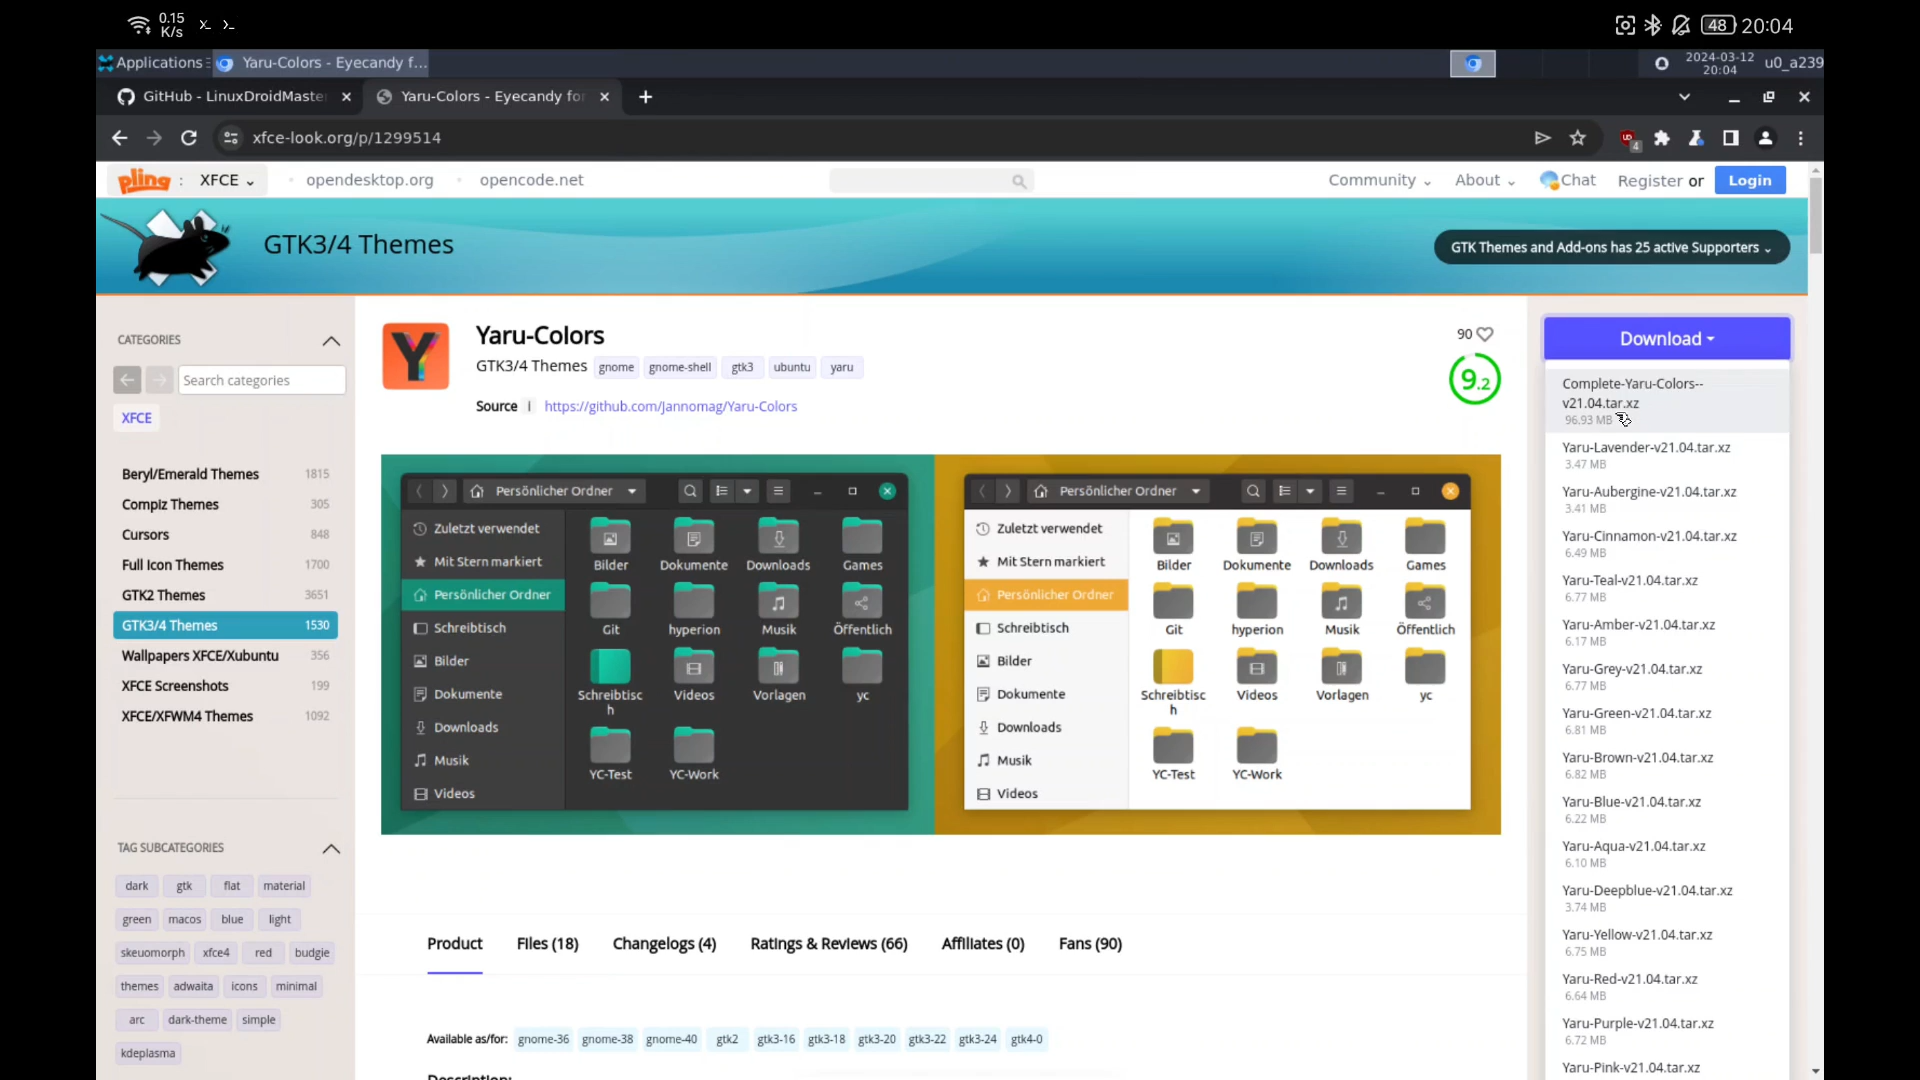 0.15
K/s
48 20:04
Applications
Yaru-Colors - Eyecandy f...
2024-03-12
20:04
u0_a239
GitHub - LinuxDroidMaste
Yaru-Colors - Eyecandy for
xfce-look.org/p/1299514
4
pling : XFCE
opendesktop.org
opencode.net
Community
About
Chat
Register or
Login
GTK3/4 Themes
GTK Themes and Add-ons has 25 active Supporters
CATEGORIES
Search categories
XFCE
Beryl/Emerald Themes 1815
Compiz Themes 305
Cursors 848
Full Icon Themes 1700
GTK2 Themes 3651
GTK3/4 Themes 1530
Wallpapers XFCE/Xubuntu 356
XFCE Screenshots 199
XFCE/XFWM4 Themes 1092
TAG SUBCATEGORIES
dark gtk flat material
green macos blue light
skeuomorph xfce4 red budgie
themes adwaita icons minimal
arc dark-theme simple
kdeplasma
Y
Yaru-Colors
GTK3/4 Themes gnome gnome-shell gtk3 ubuntu yaru
Source | https://github.com/Jannomag/Yaru-Colors
90
9.2
Persönlicher Ordner
Zuletzt verwendet
Mit Stern markiert
Persönlicher Ordner
Schreibtisch
Bilder
Dokumente
Downloads
Musik
Videos
Bilder Dokumente Downloads Games
Git hyperion Musik Öffentlich
Schreibtisc
h
Videos Vorlagen yc
YC-Test YC-Work
Persönlicher Ordner
Zuletzt verwendet
Mit Stern markiert
Persönlicher Ordner
Schreibtisch
Bilder
Dokumente
Downloads
Musik
Videos
Bilder Dokumente Downloads Games
Git hyperion Musik Öffentlich
Schreibtisc
h
Videos Vorlagen yc
YC-Test YC-Work
Product
Files (18)
Changelogs (4)
Ratings & Reviews (66)
Affiliates (0)
Fans (90)
Available as/for: gnome-36 gnome-38 gnome-40 gtk2 gtk3-16 gtk3-18 gtk3-20 gtk3-22 gtk3-24 gtk4-0
Description:
Download
Complete-Yaru-Colors--
v21.04.tar.xz
96.93 MB
Yaru-Lavender-v21.04.tar.xz
3.47 MB
Yaru-Aubergine-v21.04.tar.xz
3.41 MB
Yaru-Cinnamon-v21.04.tar.xz
6.49 MB
Yaru-Teal-v21.04.tar.xz
6.77 MB
Yaru-Amber-v21.04.tar.xz
6.17 MB
Yaru-Grey-v21.04.tar.xz
6.77 MB
Yaru-Green-v21.04.tar.xz
6.81 MB
Yaru-Brown-v21.04.tar.xz
6.82 MB
Yaru-Blue-v21.04.tar.xz
6.22 MB
Yaru-Aqua-v21.04.tar.xz
6.10 MB
Yaru-Deepblue-v21.04.tar.xz
3.74 MB
Yaru-Yellow-v21.04.tar.xz
6.75 MB
Yaru-Red-v21.04.tar.xz
6.64 MB
Yaru-Purple-v21.04.tar.xz
6.72 MB
Yaru-Pink-v21.04.tar.xz